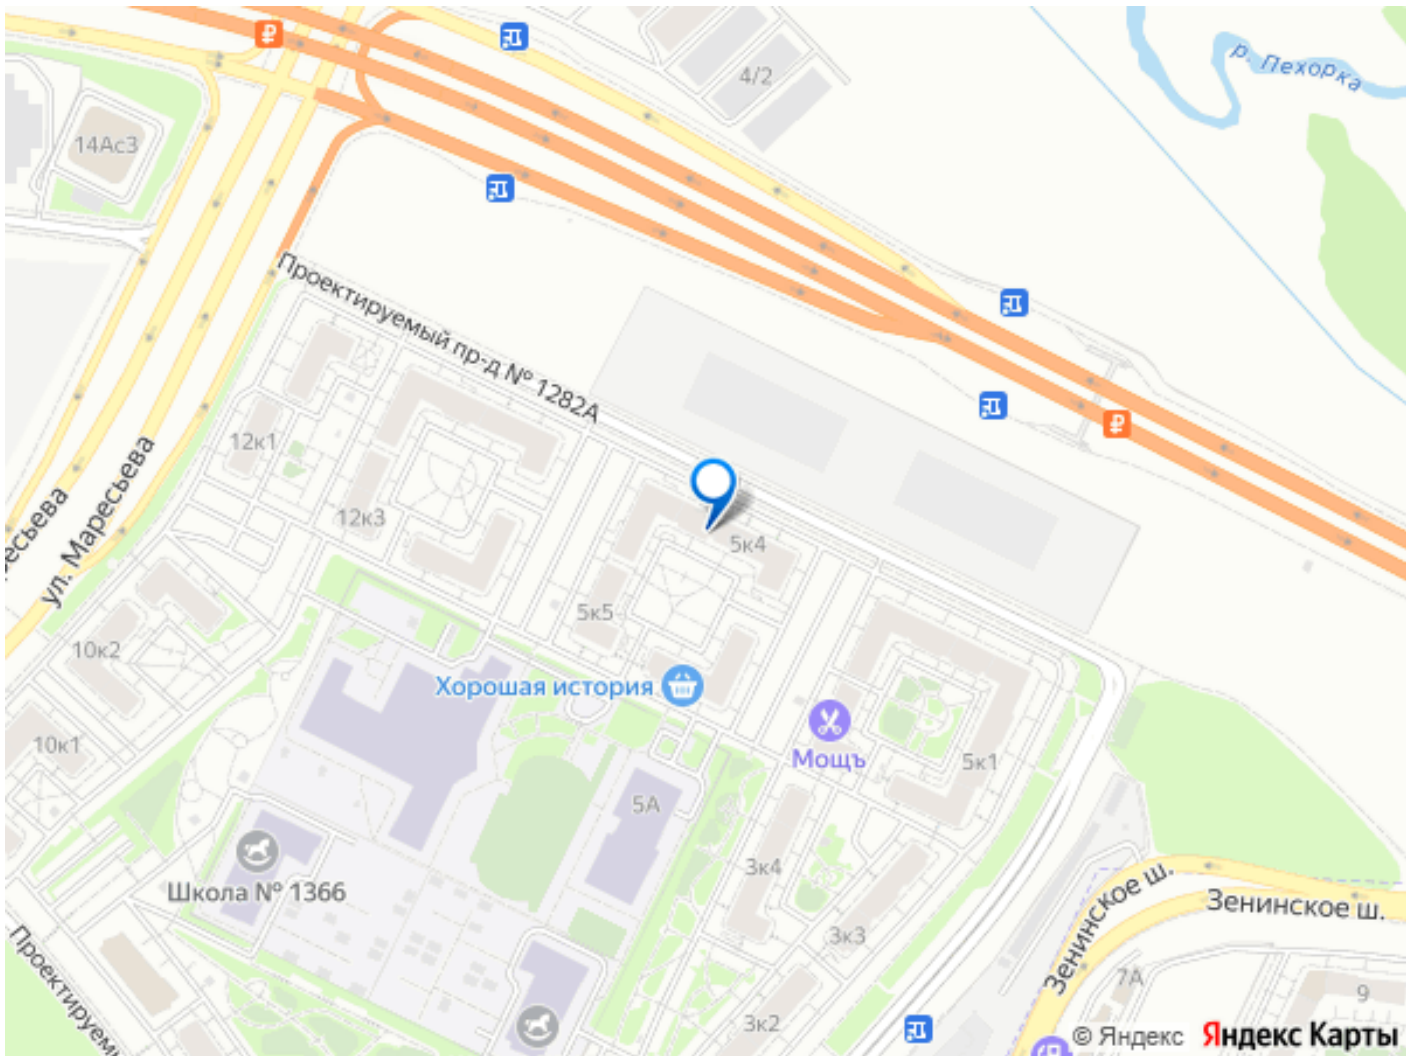 4/2
р. Пехорка
14Ас3
Проектируемый пр-д № 1282А
12к1
12к3
ул. Маресьева
есьева
5к4
5к5
10к2
Хорошая история
10к1
Мощъ
5к1
5А
3к4
Школа № 1366
Зенинское ш.
Зенинское ш.
3к3
Проектируем
7А
9
3к2
© Яндекс Яндекс Карты